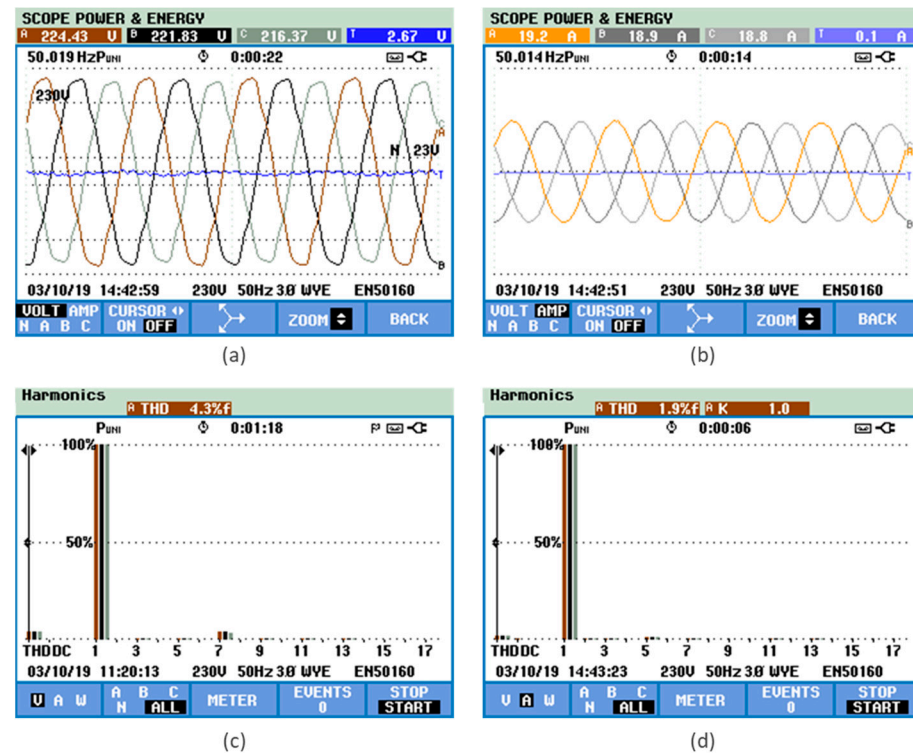 SCOPE POWER & ENERGY
A 224.43 V B 221.83 V C 216.37 V T 2.67 V
50.019 HzPUNI 0:00:22
230V
C
A
N 23V
T
B
03/10/19 14:42:59 230V 50Hz 3.Ø WYE EN50160
VOLT AMP CURSOR
N A B C ON OFF ZOOM BACK
(a)
SCOPE POWER & ENERGY
A 19.2 A B 18.9 A C 18.8 A T 0.1 A
50.014 HzPUNI 0:00:14
C
A
T
B
03/10/19 14:42:51 230V 50Hz 3.Ø WYE EN50160
VOLT AMP CURSOR
N A B C ON OFF ZOOM BACK
(b)
Harmonics
A THD 4.3%f
PUNI 0:01:18
100%
50%
THDDC 1 3 5 7 9 11 13 15 17
03/10/19 11:20:13 230V 50Hz 3.Ø WYE EN50160
V A W A B C N ALL METER EVENTS 0 STOP START
(c)
Harmonics
A THD 1.9%f A K 1.0
PUNI 0:00:06
100%
50%
THDDC 1 3 5 7 9 11 13 15 17
03/10/19 14:43:23 230V 50Hz 3.Ø WYE EN50160
V A W A B C N ALL METER EVENTS 0 STOP START
(d)